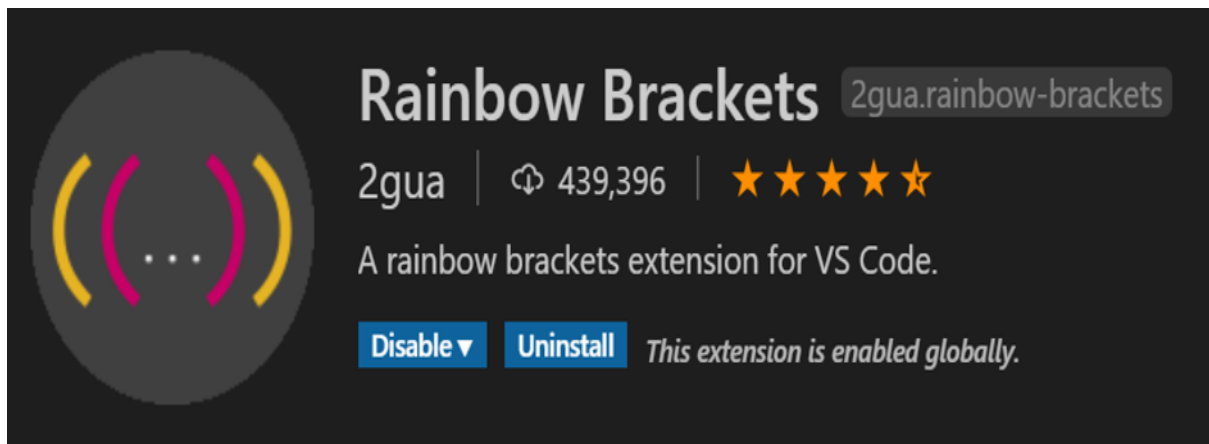 Rainbow Brackets 2gua.rainbow-brackets
2gua 439,396
A rainbow brackets extension for VS Code.
Disable ▾ Uninstall This extension is enabled globally.